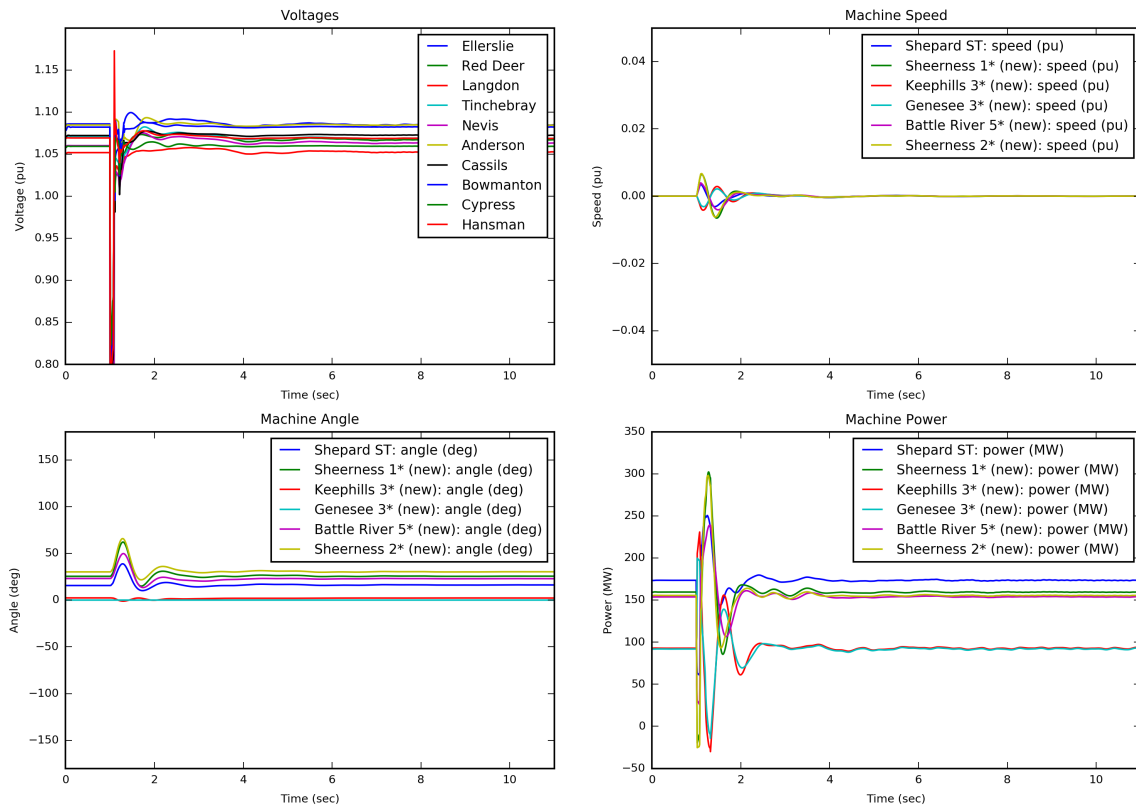 Voltages
1.15
1.10
1.05
1.00
0.95
0.90
0.85
0.80
Voltage (pu)
0 2 4 6 8 10
Time (sec)
Ellerslie
Red Deer
Langdon
Tinchebray
Nevis
Anderson
Cassils
Bowmanton
Cypress
Hansman
Machine Speed
0.04
0.02
0.00
−0.02
−0.04
Speed (pu)
0 2 4 6 8 10
Time (sec)
Shepard ST: speed (pu)
Sheerness 1* (new): speed (pu)
Keephills 3* (new): speed (pu)
Genesee 3* (new): speed (pu)
Battle River 5* (new): speed (pu)
Sheerness 2* (new): speed (pu)
Machine Angle
150
100
50
0
−50
−100
−150
Angle (deg)
0 2 4 6 8 10
Time (sec)
Shepard ST: angle (deg)
Sheerness 1* (new): angle (deg)
Keephills 3* (new): angle (deg)
Genesee 3* (new): angle (deg)
Battle River 5* (new): angle (deg)
Sheerness 2* (new): angle (deg)
Machine Power
350
300
250
200
150
100
50
0
−50
Power (MW)
0 2 4 6 8 10
Time (sec)
Shepard ST: power (MW)
Sheerness 1* (new): power (MW)
Keephills 3* (new): power (MW)
Genesee 3* (new): power (MW)
Battle River 5* (new): power (MW)
Sheerness 2* (new): power (MW)